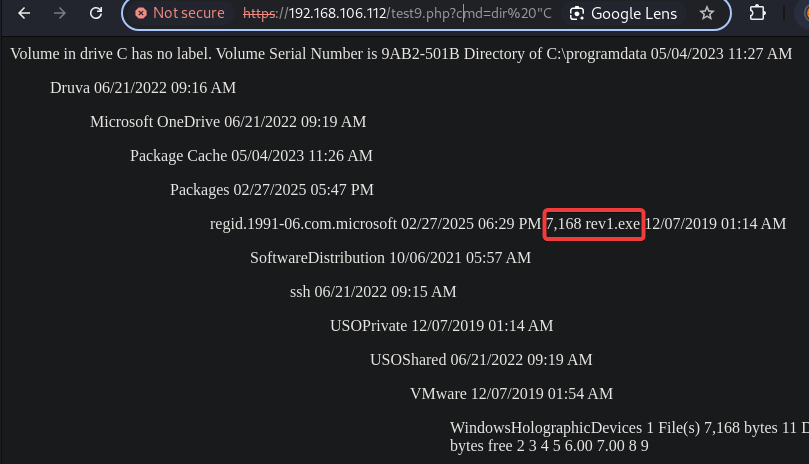 Not secure https://192.168.106.112/test9.php?cmd=dir%20"C Google Lens
Volume in drive C has no label. Volume Serial Number is 9AB2-501B Directory of C:\programdata 05/04/2023 11:27 AM
Druva 06/21/2022 09:16 AM
Microsoft OneDrive 06/21/2022 09:19 AM
Package Cache 05/04/2023 11:26 AM
Packages 02/27/2025 05:47 PM
regid.1991-06.com.microsoft 02/27/2025 06:29 PM 7,168 rev1.exe 12/07/2019 01:14 AM
SoftwareDistribution 10/06/2021 05:57 AM
ssh 06/21/2022 09:15 AM
USOPrivate 12/07/2019 01:14 AM
USOShared 06/21/2022 09:19 AM
VMware 12/07/2019 01:54 AM
WindowsHolographicDevices 1 File(s) 7,168 bytes 11 D
bytes free 2 3 4 5 6.00 7.00 8 9